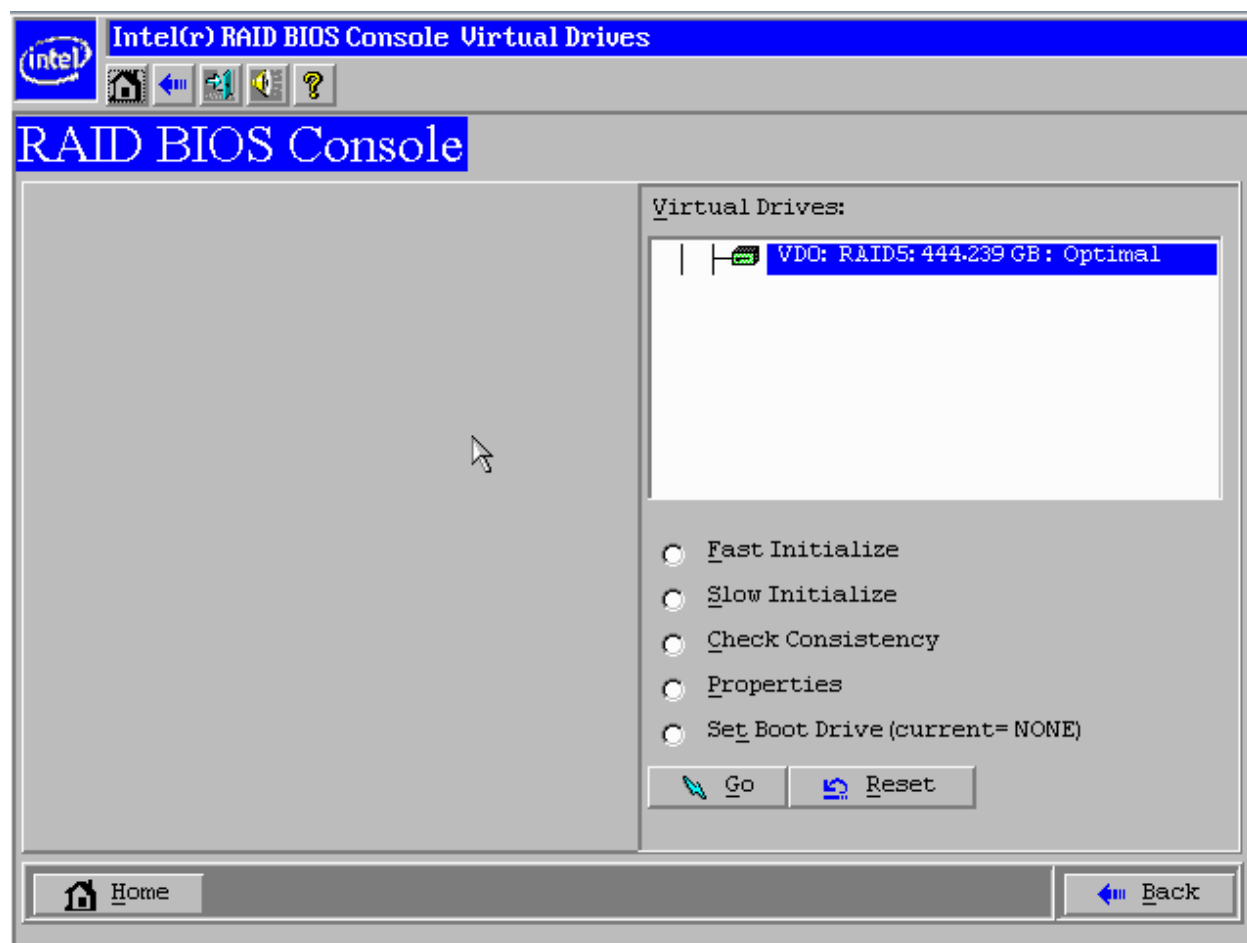 Intel(r) RAID BIOS Console Virtual Drives
intel
RAID BIOS Console
Virtual Drives:
VD0: RAID5: 444.239 GB: Optimal
Fast Initialize
Slow Initialize
Check Consistency
Properties
Set Boot Drive (current= NONE)
Go Reset
Home Back